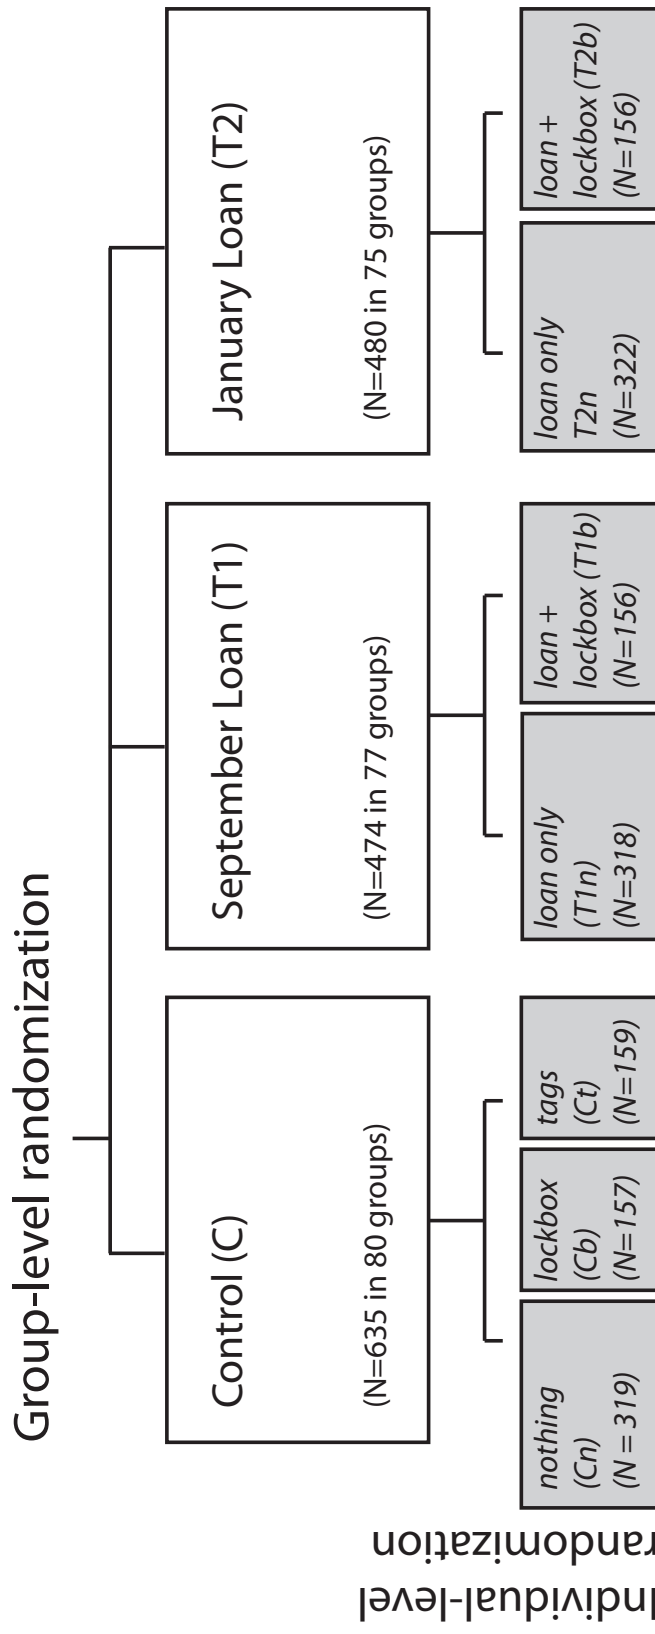 Group-level randomization
Control (C)
(N=635 in 80 groups)
September Loan (T1)
(N=474 in 77 groups)
January Loan (T2)
(N=480 in 75 groups)
Individual-level
randomization
nothing
(Cn)
(N = 319)
lockbox
(Cb)
(N=157)
tags
(Ct)
(N=159)
loan only
(T1n)
(N=318)
loan +
lockbox (T1b)
(N=156)
loan only
T2n
(N=322)
loan +
lockbox (T2b)
(N=156)